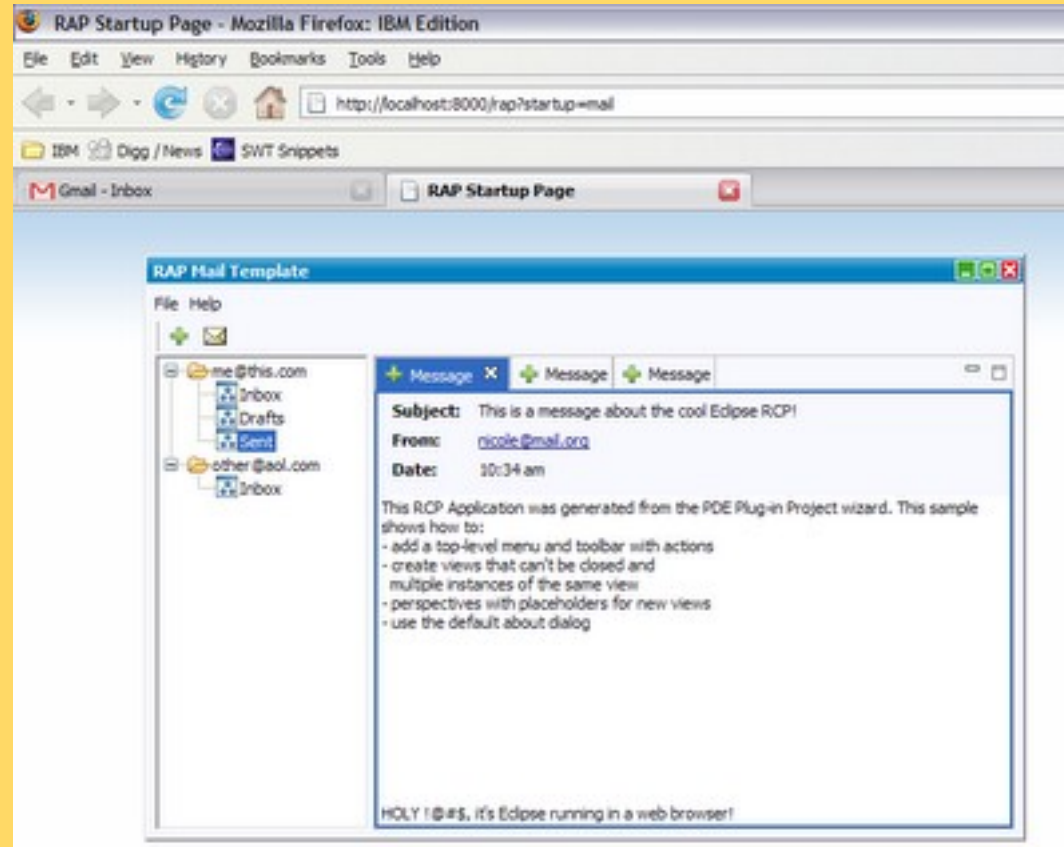 RAP Startup Page - Mozilla Firefox: IBM Edition
File Edit View History Bookmarks Tools Help
http://localhost:8000/rap?startup=mail
IBM Digg / News SWT Snippets
Gmail - Inbox RAP Startup Page
RAP Mail Template
File Help
me@this.com
Inbox
Drafts
Sent
other@aol.com
Inbox
Message Message Message
Subject: This is a message about the cool Eclipse RCP!
From: nicole@mail.org
Date: 10:34 am
This RCP Application was generated from the PDE Plug-in Project wizard. This sample
shows how to:
- add a top-level menu and toolbar with actions
- create views that can't be closed and
multiple instances of the same view
- perspectives with placeholders for new views
- use the default about dialog
HOLY !@#$, it's Eclipse running in a web browser!